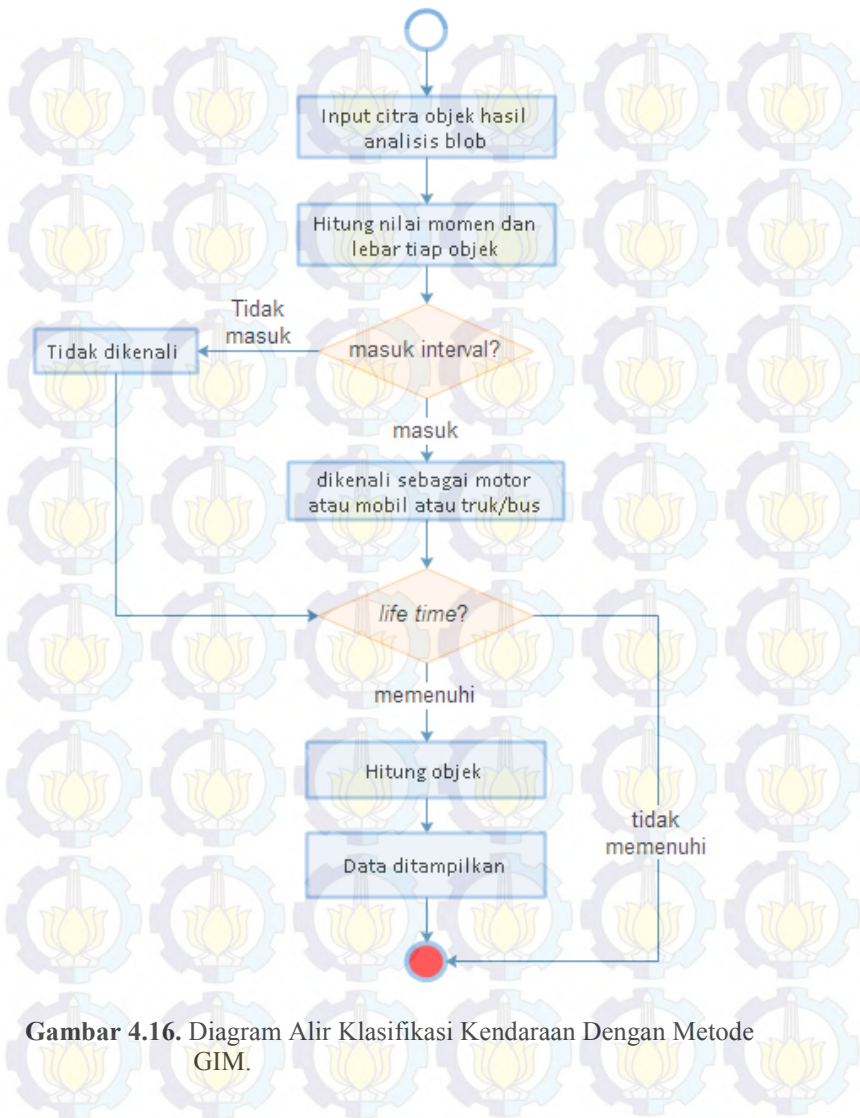 Input citra objek hasil
analisis blob
Hitung nilai momen dan
lebar tiap objek
Tidak
masuk
Tidak dikenali
masuk interval?
masuk
dikenali sebagai motor
atau mobil atau truk/bus
life time?
memenuhi
Hitung objek
tidak
memenuhi
Data ditampilkan
Gambar 4.16. Diagram Alir Klasifikasi Kendaraan Dengan Metode
GIM.